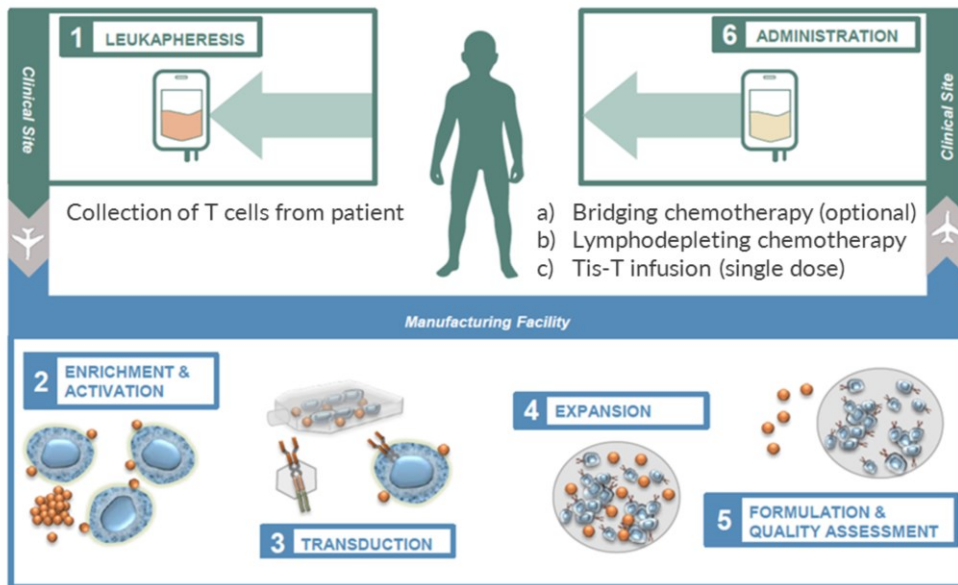 1 LEUKAPHERESIS
6 ADMINISTRATION
Clinical Site
Clinical Site
Collection of T cells from patient
a) Bridging chemotherapy (optional)
b) Lymphodepleting chemotherapy
c) Tis-T infusion (single dose)
Manufacturing Facility
2 ENRICHMENT &
ACTIVATION
3 TRANSDUCTION
4 EXPANSION
5 FORMULATION &
QUALITY ASSESSMENT